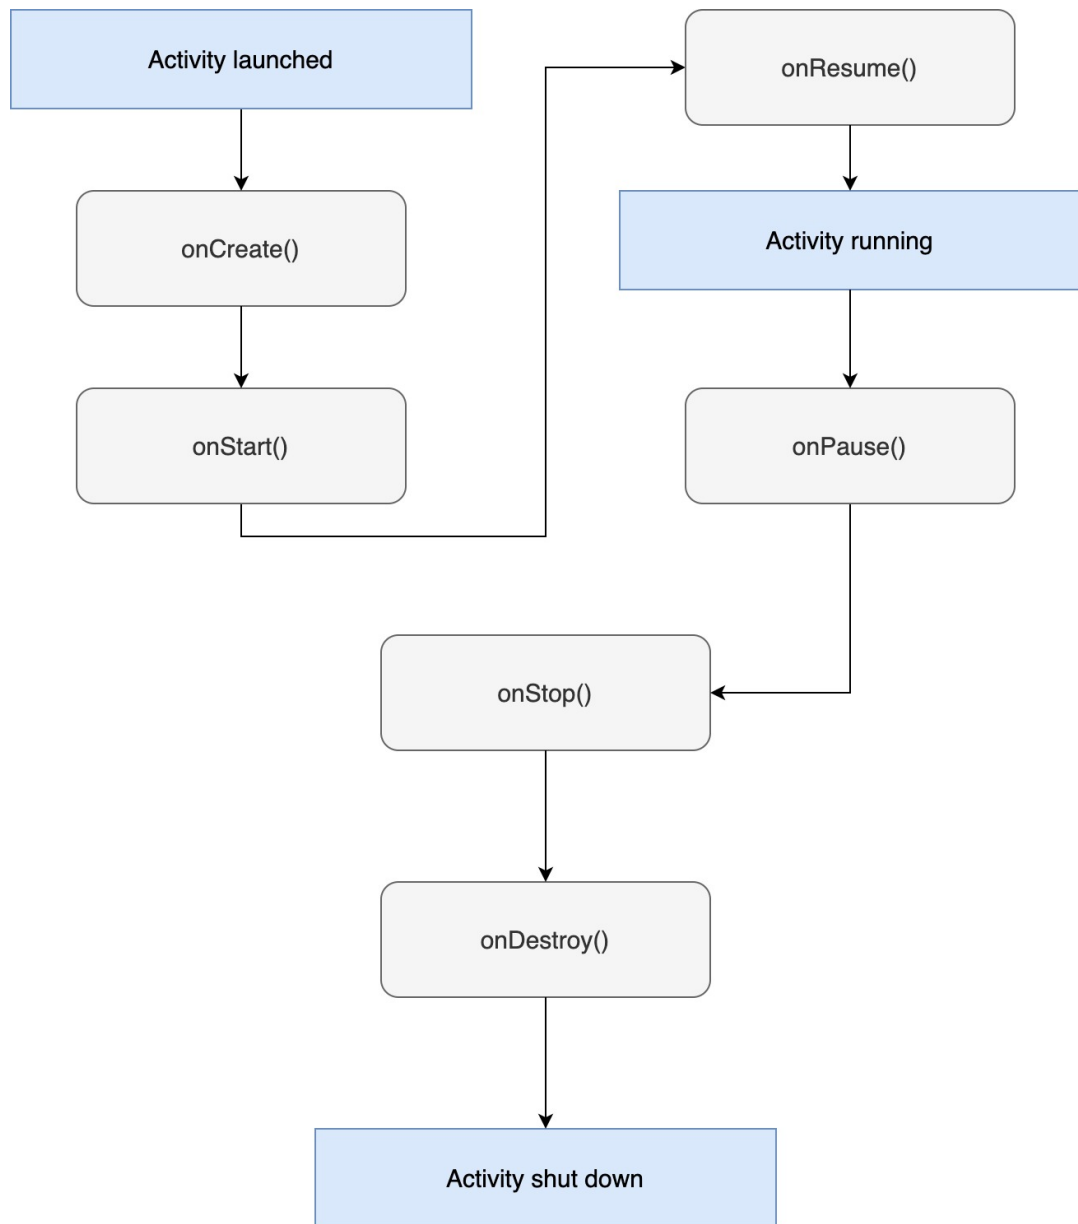 Activity launched
onCreate()
onStart()
onResume()
Activity running
onPause()
onStop()
onDestroy()
Activity shut down